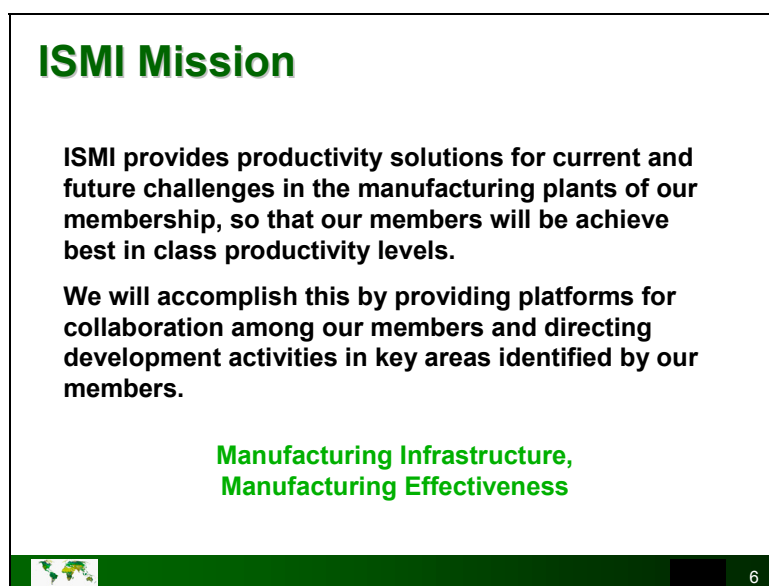 ISMI Mission
ISMI provides productivity solutions for current and
future challenges in the manufacturing plants of our
membership, so that our members will be achieve
best in class productivity levels.
We will accomplish this by providing platforms for
collaboration among our members and directing
development activities in key areas identified by our
members.
Manufacturing Infrastructure,
Manufacturing Effectiveness
6